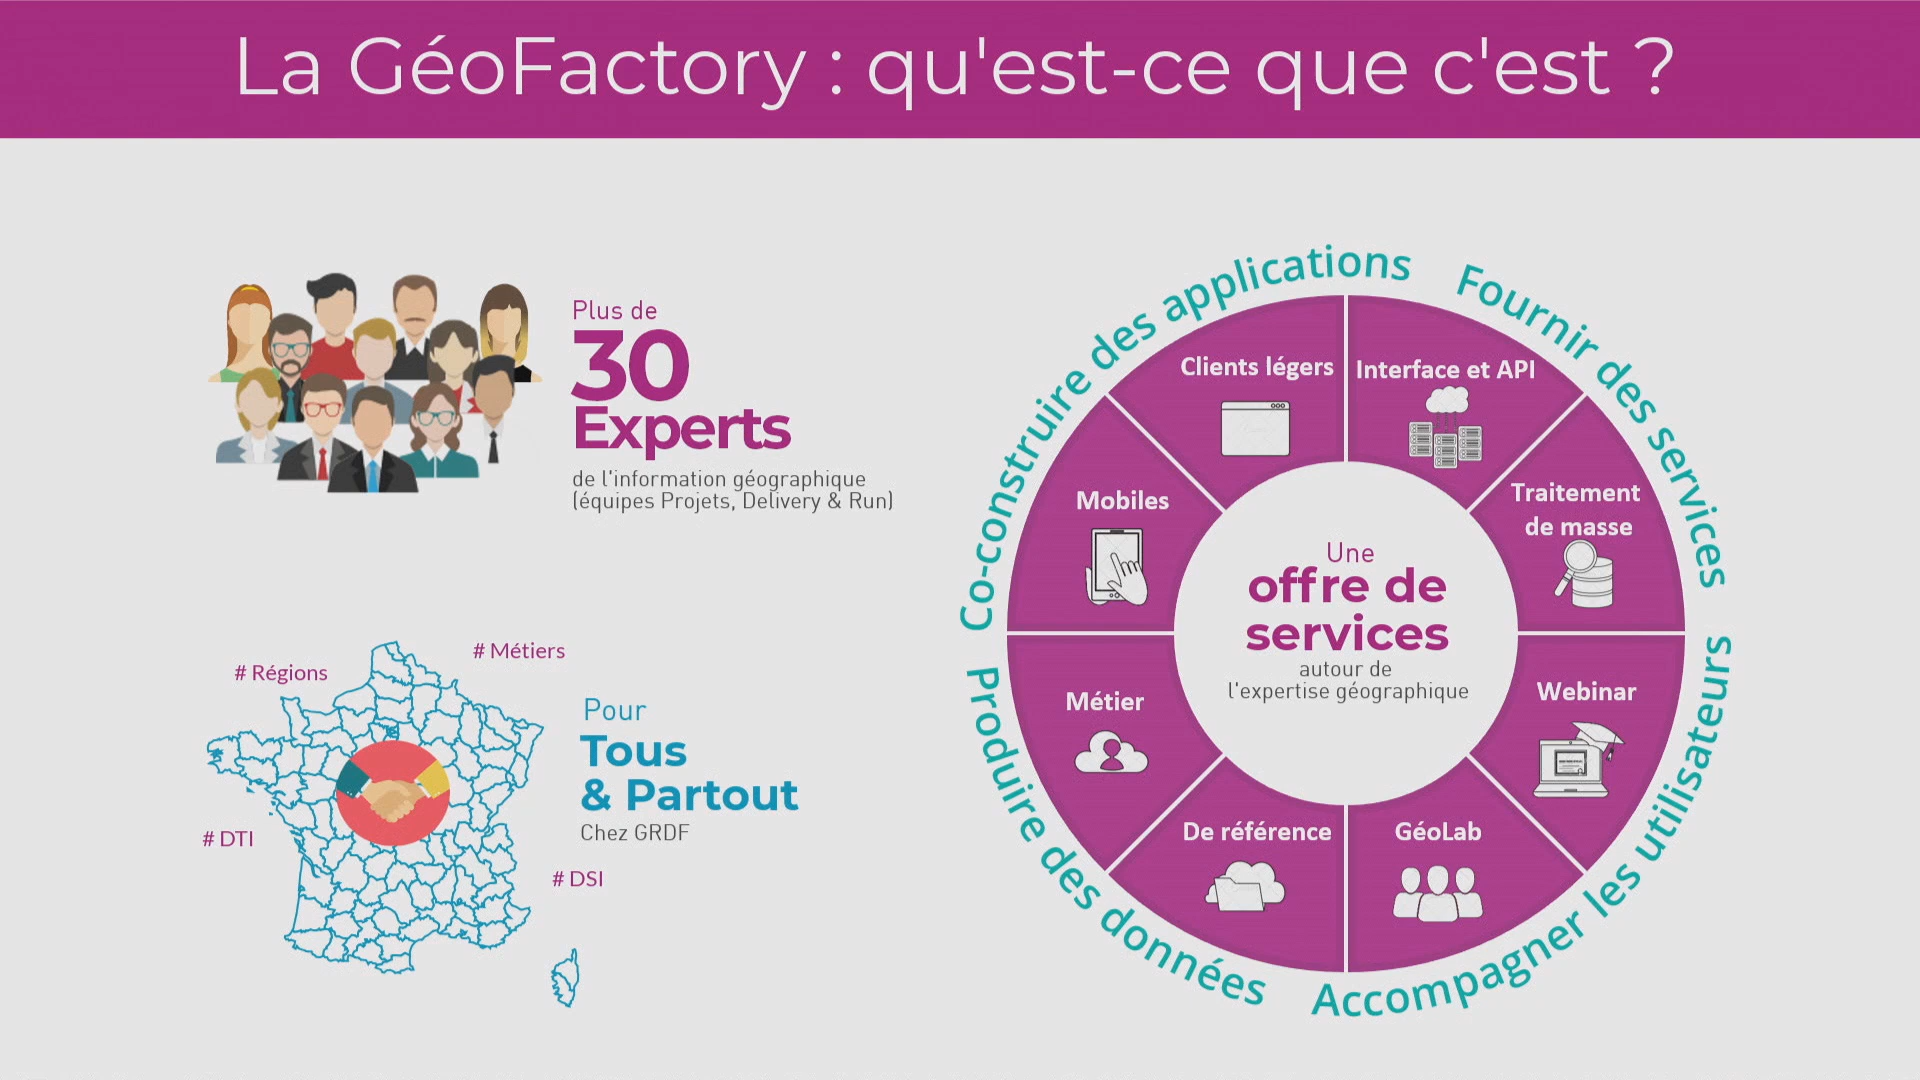 La GéoFactory : qu'est-ce que c'est ?
Plus de
30
Experts
de l'information géographique
(équipes Projets, Delivery & Run)
# Métiers
# Régions
# DTI
# DSI
Pour
Tous
& Partout
Chez GRDF
Co-construire des applications
Fournir des services
Clients légers
Interface et API
Mobiles
Traitement
de masse
Une
offre de
services
autour de
l'expertise géographique
Métier
Webinar
De référence
GéoLab
Produire des données
Accompagner les utilisateurs